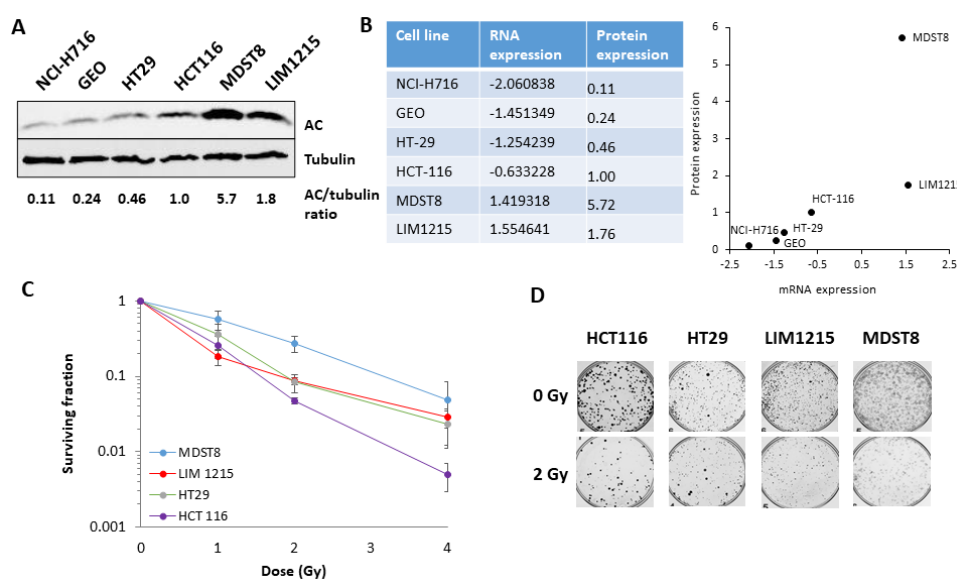 A
NCI-H716 GEO HT29 HCT116 MDST8 LIM1215
AC
Tubulin
0.11 0.24 0.46 1.0 5.7 1.8 AC/tubulin
ratio
B
Cell line RNA expression Protein expression
NCI-H716 -2.060838 0.11
GEO -1.451349 0.24
HT-29 -1.254239 0.46
HCT-116 -0.633228 1.00
MDST8 1.419318 5.72
LIM1215 1.554641 1.76
Protein expression
6
5
4
3
2
1
0
-2.5 -1.5 -0.5 0.5 1.5 2.5
mRNA expression
MDST8
LIM121
HCT-116
NCI-H716
HT-29
GEO
C
Surviving fraction
1
0.1
0.01
0.001
MDST8
LIM 1215
HT29
HCT 116
0 1 2 3 4
Dose (Gy)
D
HCT116 HT29 LIM1215 MDST8
0 Gy
2 Gy